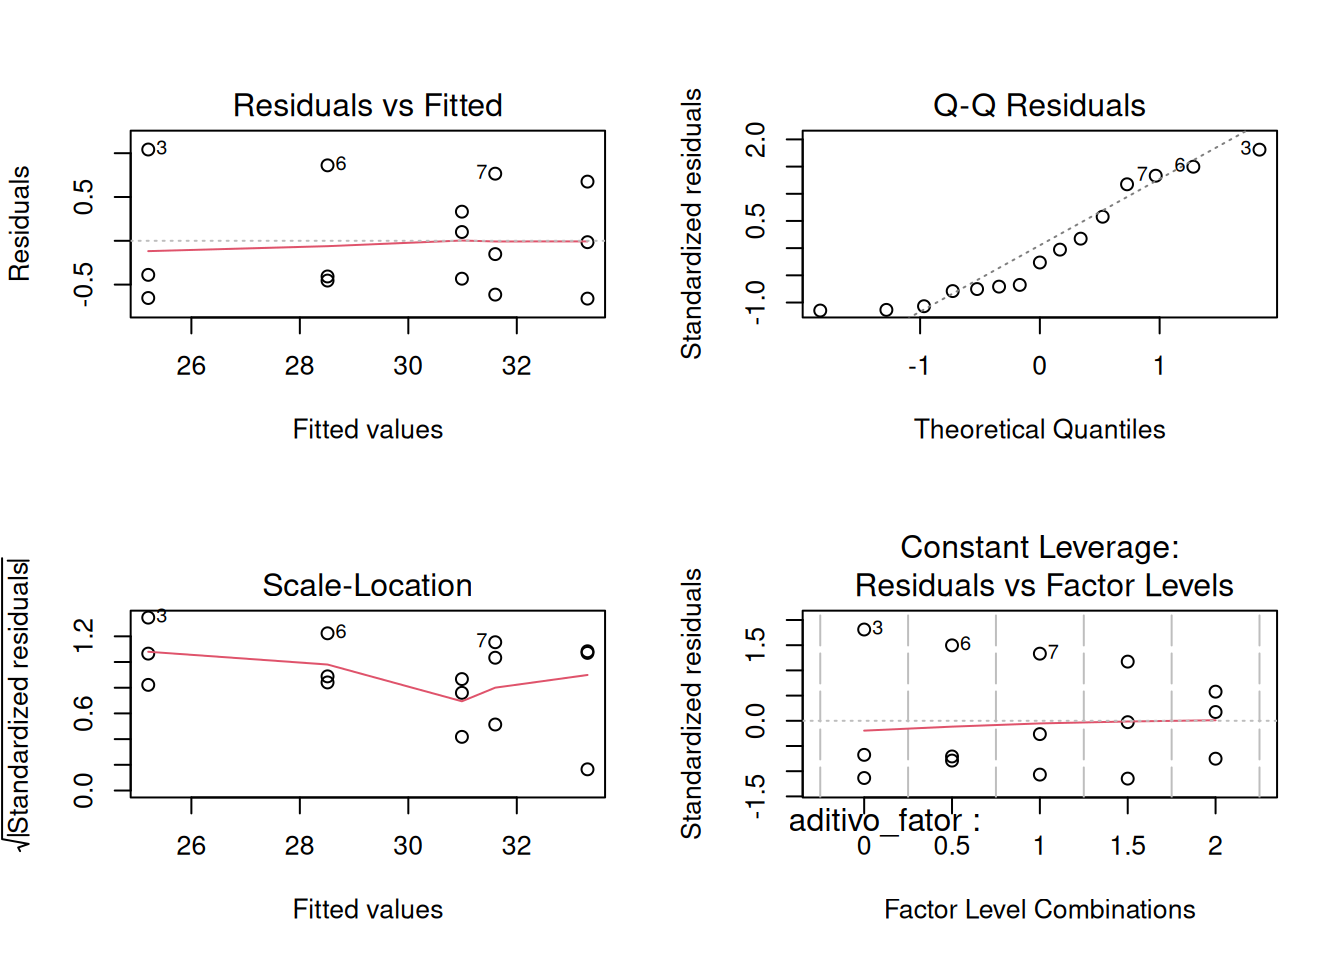 Residuals vs Fitted
Residuals
0.5
-0.5
3
6
7
26 28 30 32
Fitted values
Q-Q Residuals
Standardized residuals
2.0
0.5
-1.0
7
6
3
-1 0 1
Theoretical Quantiles
Scale-Location
√|Standardized residuals|
1.2
0.6
0.0
3
6
7
26 28 30 32
Fitted values
Constant Leverage:
Residuals vs Factor Levels
Standardized residuals
1.5
0.0
-1.5
3
6
7
aditivo_fator :
0 0.5 1 1.5 2
Factor Level Combinations